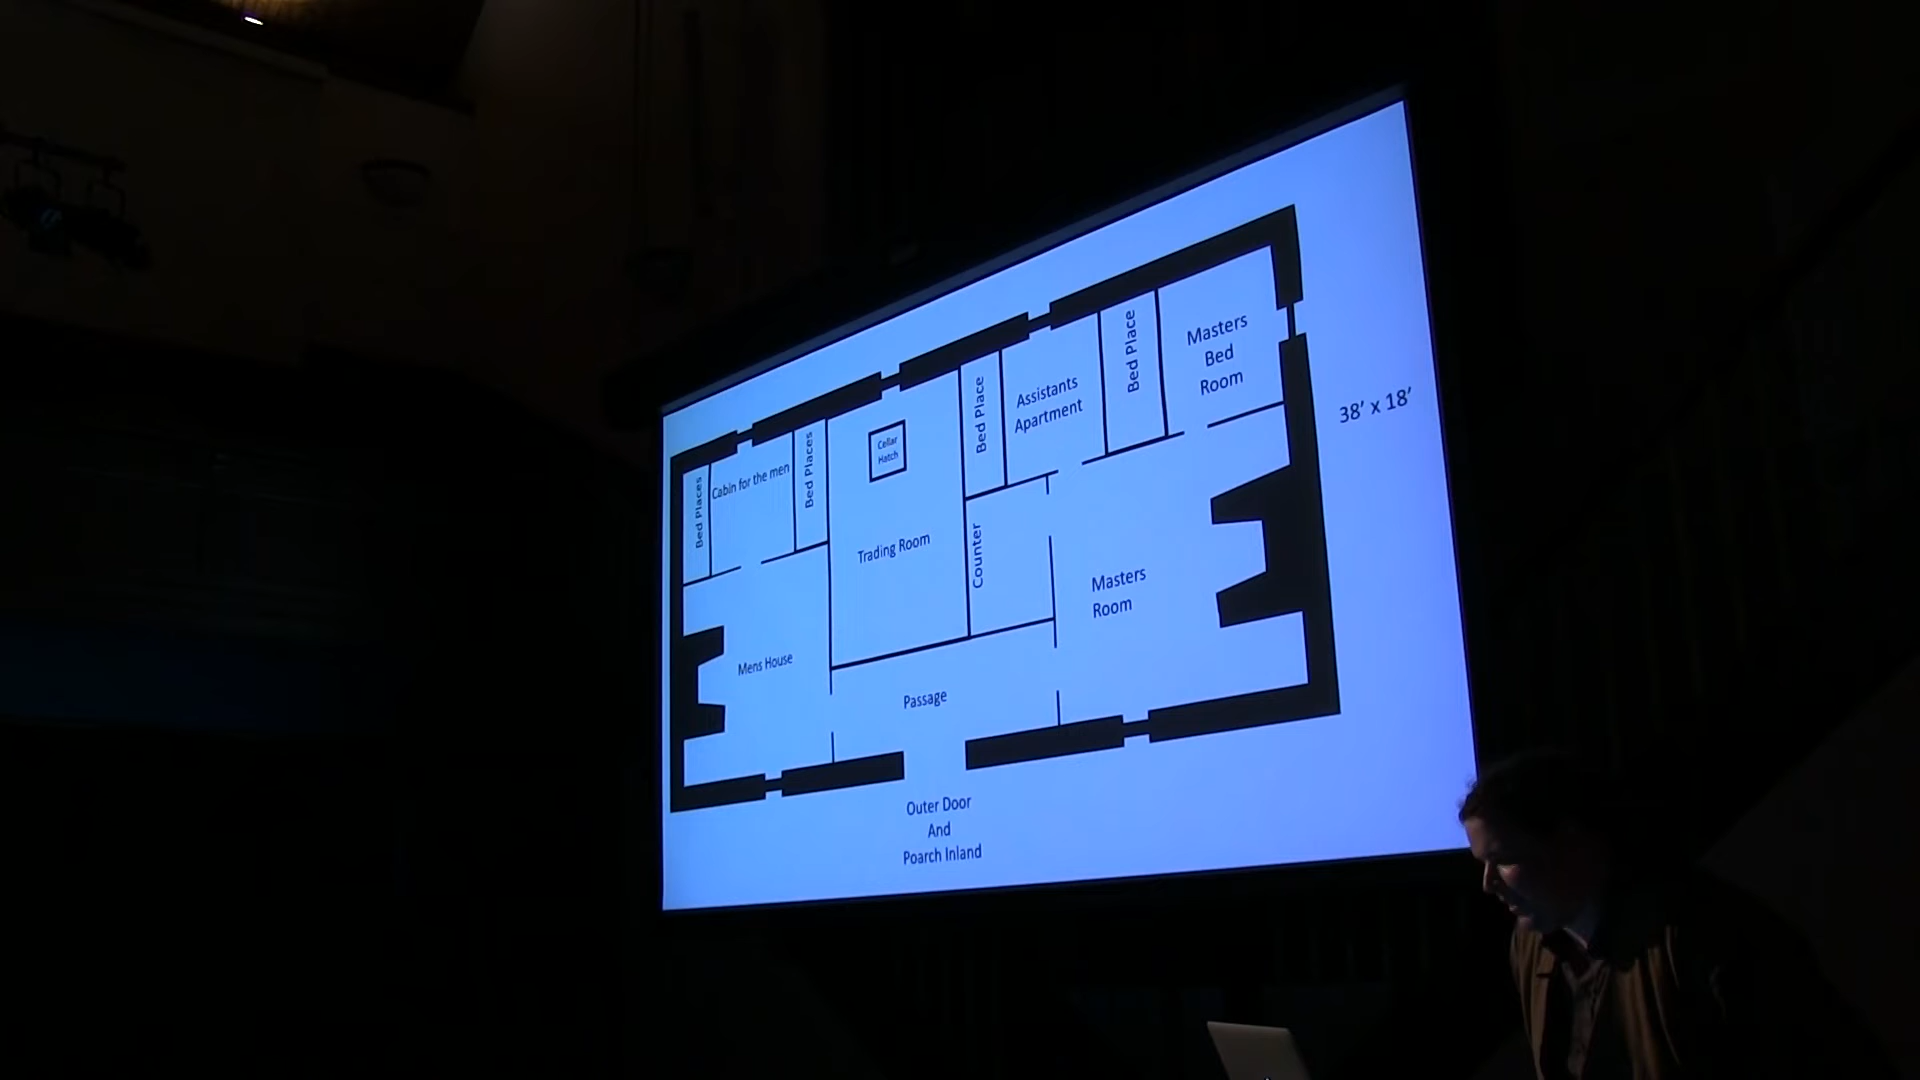 Bed Places
Cabin for the men
Bed Places
Cellar
Hatch
Bed Place
Assistants
Apartment
Bed Place
Masters
Bed
Room
38' x 18'
Trading Room
Counter
Masters
Room
Mens House
Passage
Outer Door
And
Poarch Inland